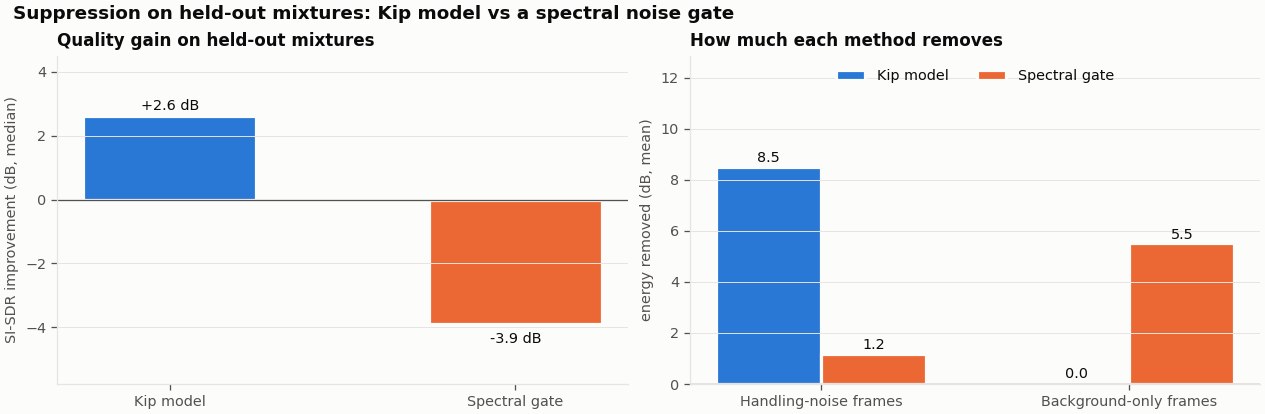 Suppression on held-out mixtures: Kip model vs a spectral noise gate
Quality gain on held-out mixtures
SI-SDR improvement (dB, median)
4
2
0
−2
−4
+2.6 dB
-3.9 dB
Kip model
Spectral gate
How much each method removes
Kip model
Spectral gate
energy removed (dB, mean)
12
10
8
6
4
2
0
8.5
1.2
0.0
5.5
Handling-noise frames
Background-only frames